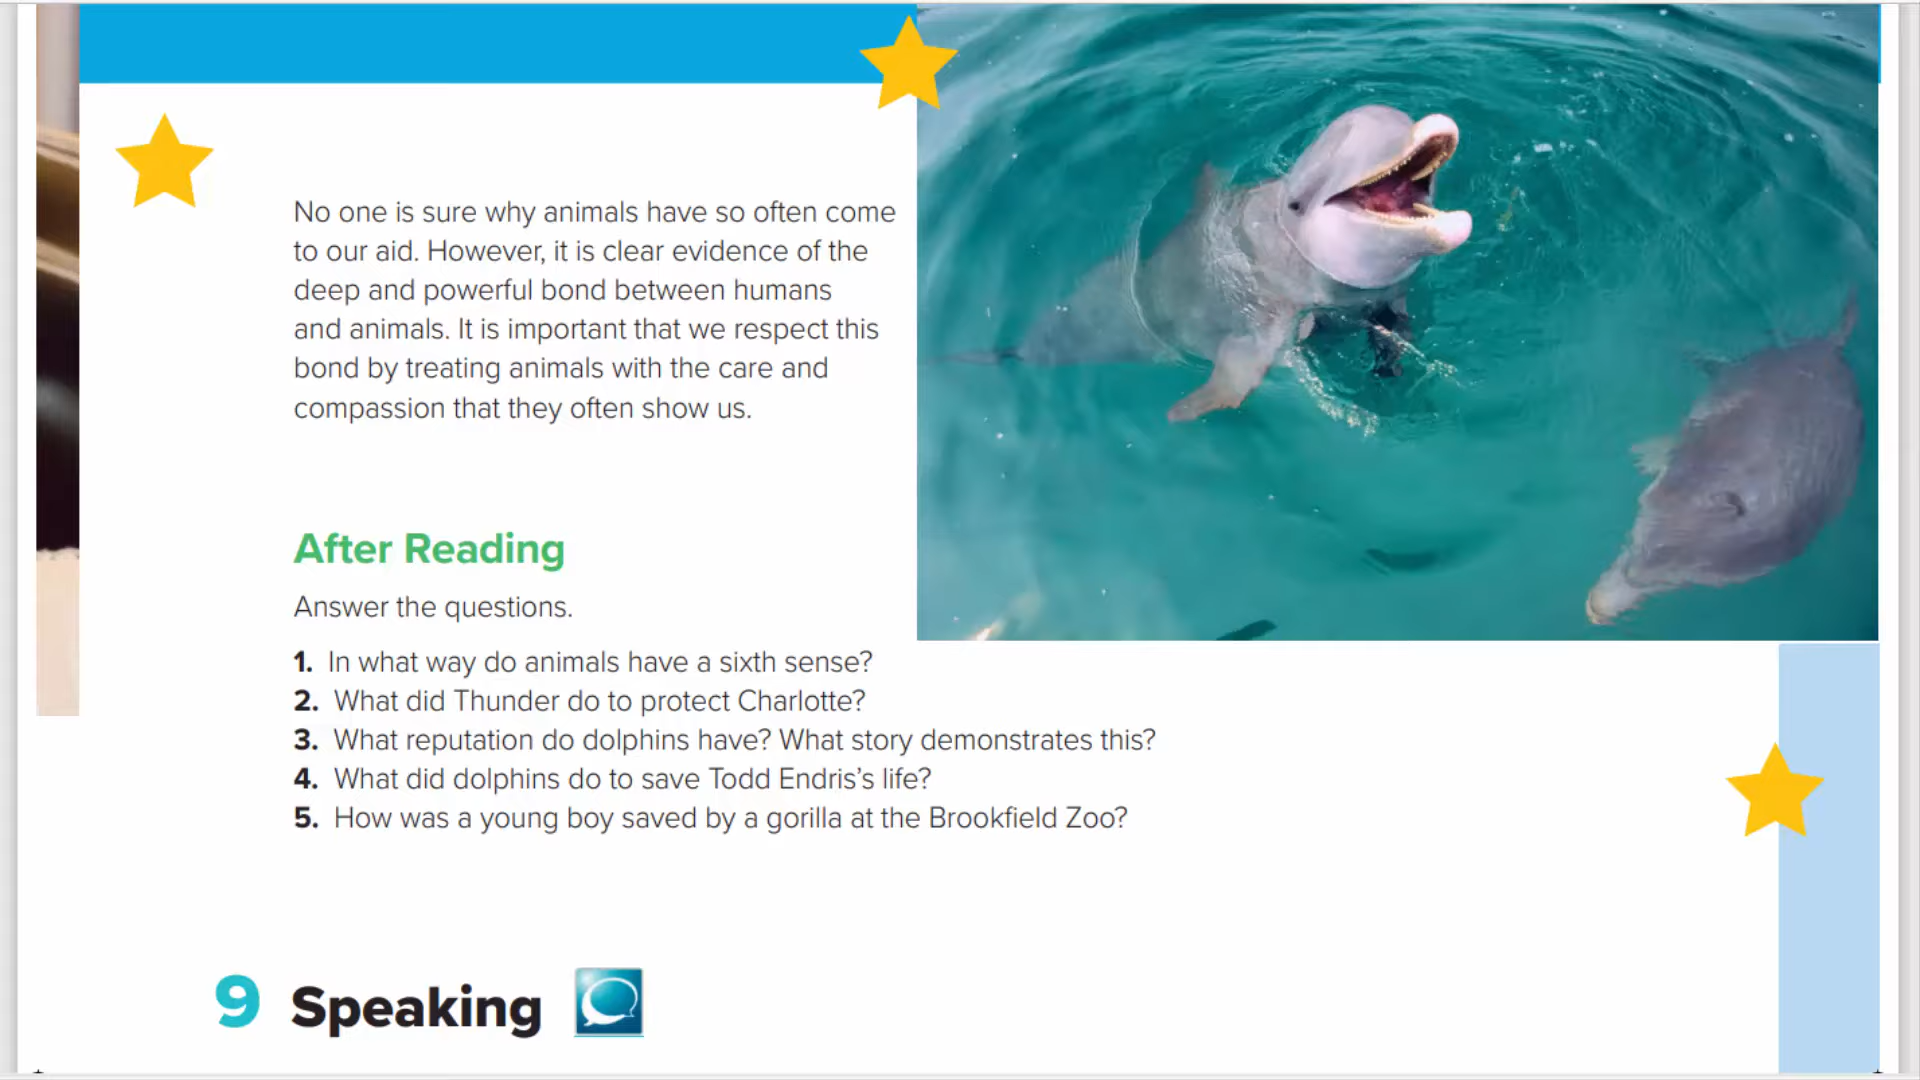 No one is sure why animals have so often come
to our aid. However, it is clear evidence of the
deep and powerful bond between humans
and animals. It is important that we respect this
bond by treating animals with the care and
compassion that they often show us.
After Reading
Answer the questions.
1. In what way do animals have a sixth sense?
2. What did Thunder do to protect Charlotte?
3. What reputation do dolphins have? What story demonstrates this?
4. What did dolphins do to save Todd Endris’s life?
5. How was a young boy saved by a gorilla at the Brookfield Zoo?
9 Speaking